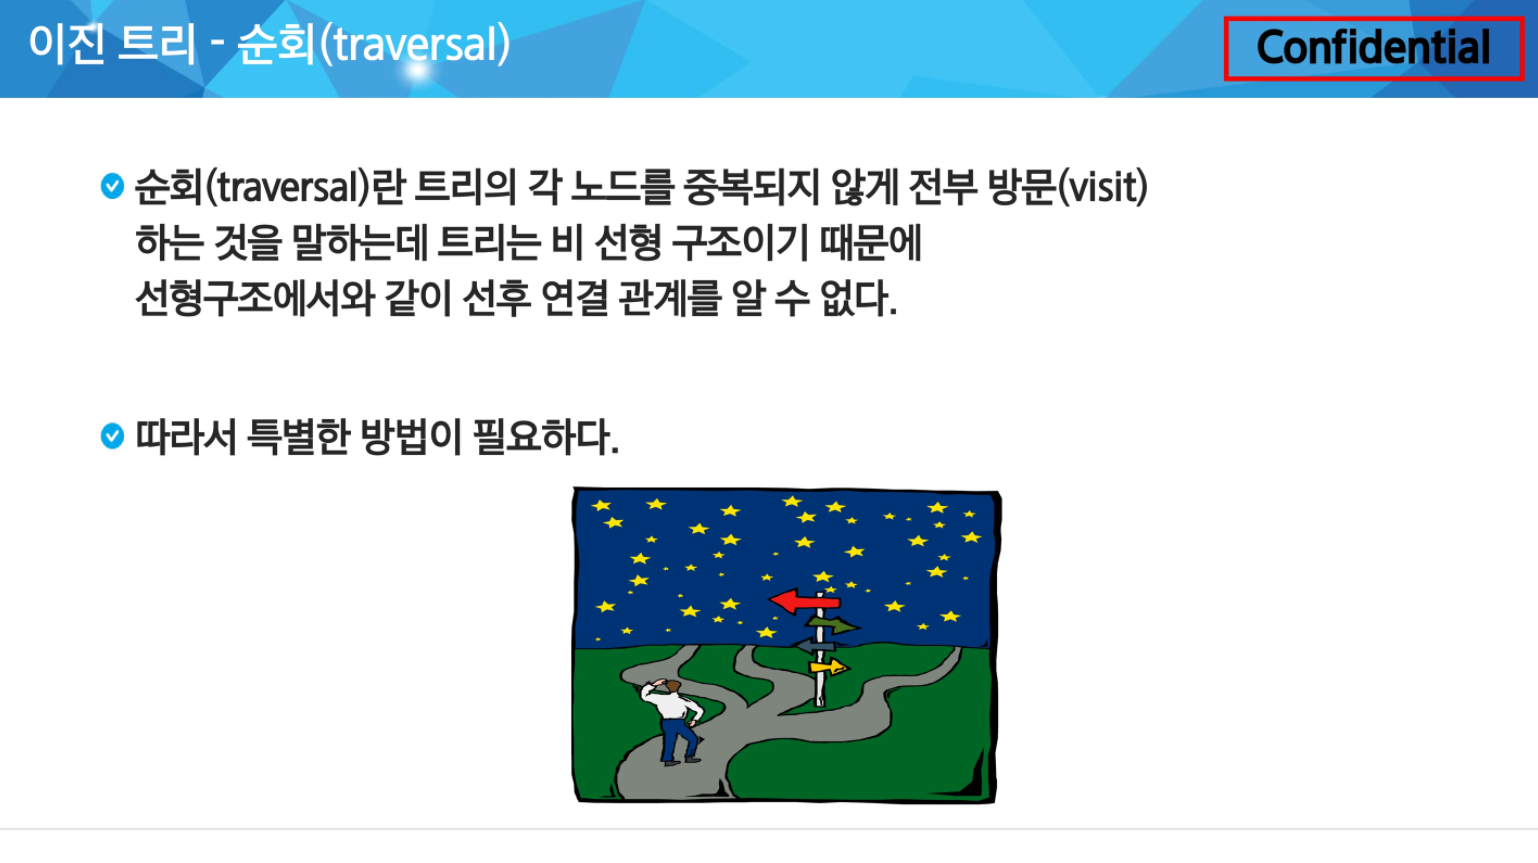 이진 트리 - 순회(traversal)
Confidential
순회(traversal)란 트리의 각 노드를 중복되지 않게 전부 방문(visit)
하는 것을 말하는데 트리는 비 선형 구조이기 때문에
선형구조에서와 같이 선후 연결 관계를 알 수 없다.
따라서 특별한 방법이 필요하다.